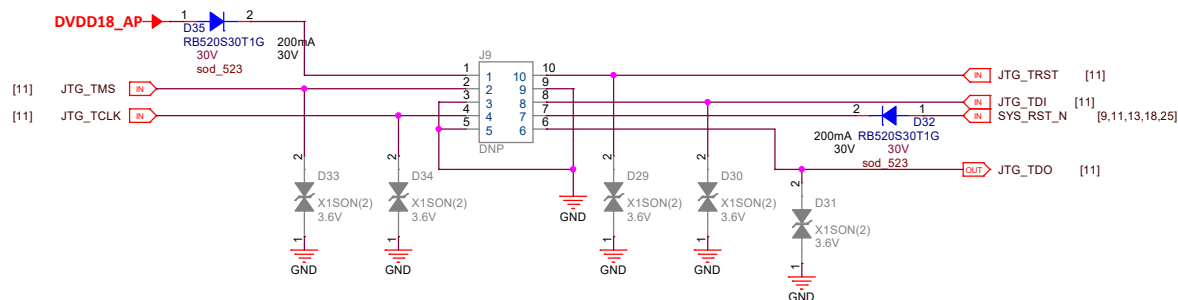 DVDD18_AP
1
2
D35
RB520S30T1G
30V
sod_523
200mA
30V
J9
1
2
3
4
5
1
2
3
4
5
10
9
8
7
6
10
9
8
7
6
DNP
[11] JTG_TMS IN
[11] JTG_TCLK IN
IN JTG_TRST [11]
IN JTG_TDI [11]
IN SYS_RST_N [9,11,13,18,25]
2
1
D32
200mA RB520S30T1G
30V
30V
sod_523
OUT JTG_TDO [11]
2
D33
X1SON(2)
3.6V
1
GND
2
D34
X1SON(2)
3.6V
1
GND
GND
2
D29
X1SON(2)
3.6V
1
GND
2
D30
X1SON(2)
3.6V
1
GND
2
D31
X1SON(2)
3.6V
1
GND